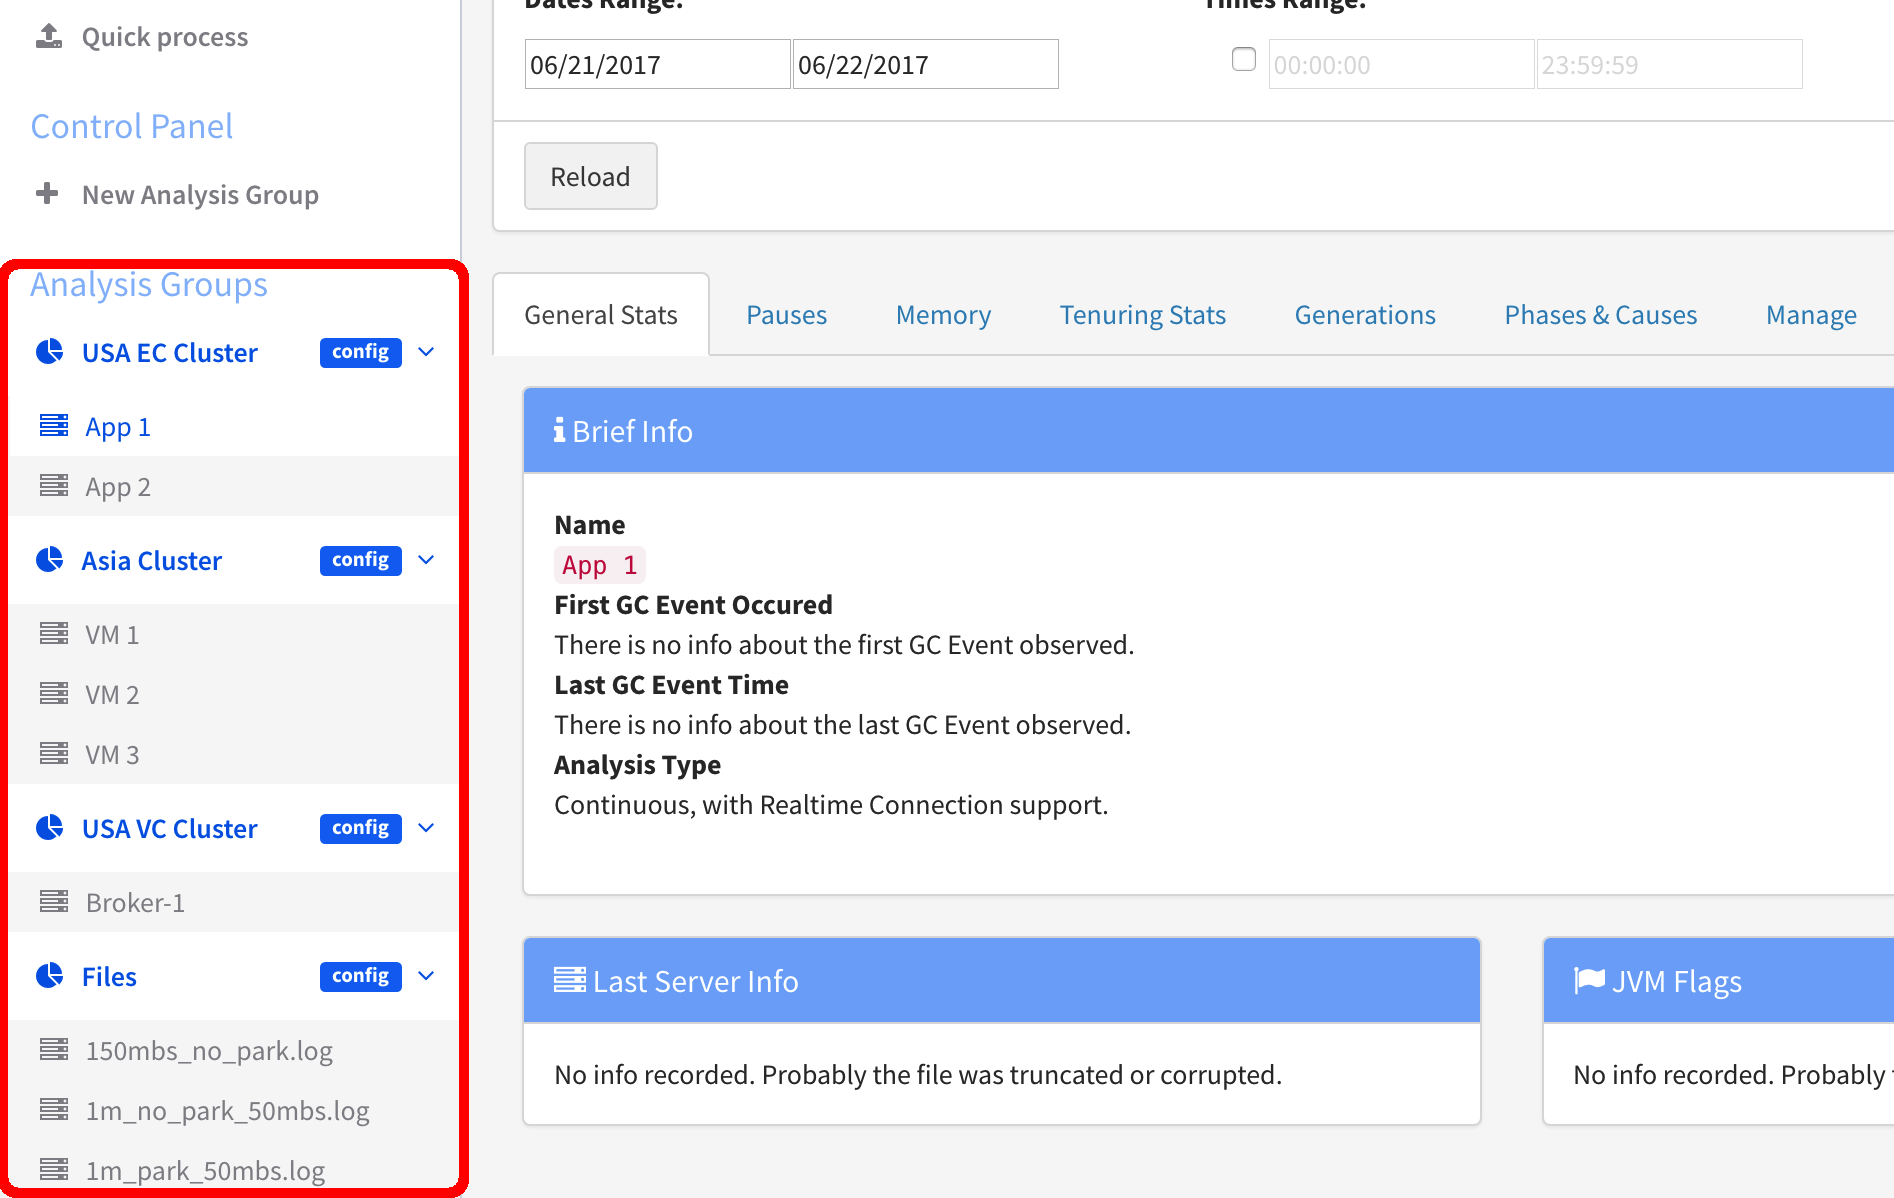 Quick process
Control Panel
New Analysis Group
Analysis Groups
USA EC Cluster config
App 1
App 2
Asia Cluster config
VM 1
VM 2
VM 3
USA VC Cluster config
Broker-1
Files config
150mbs_no_park.log
1m_no_park_50mbs.log
1m_park_50mbs.log
Dates Range: Times Range:
06/21/2017 06/22/2017 00:00:00 23:59:59
Reload
General Stats Pauses Memory Tenuring Stats Generations Phases & Causes Manage
Brief Info
Name
App 1
First GC Event Occured
There is no info about the first GC Event observed.
Last GC Event Time
There is no info about the last GC Event observed.
Analysis Type
Continuous, with Realtime Connection support.
Last Server Info
No info recorded. Probably the file was truncated or corrupted.
JVM Flags
No info recorded. Probably